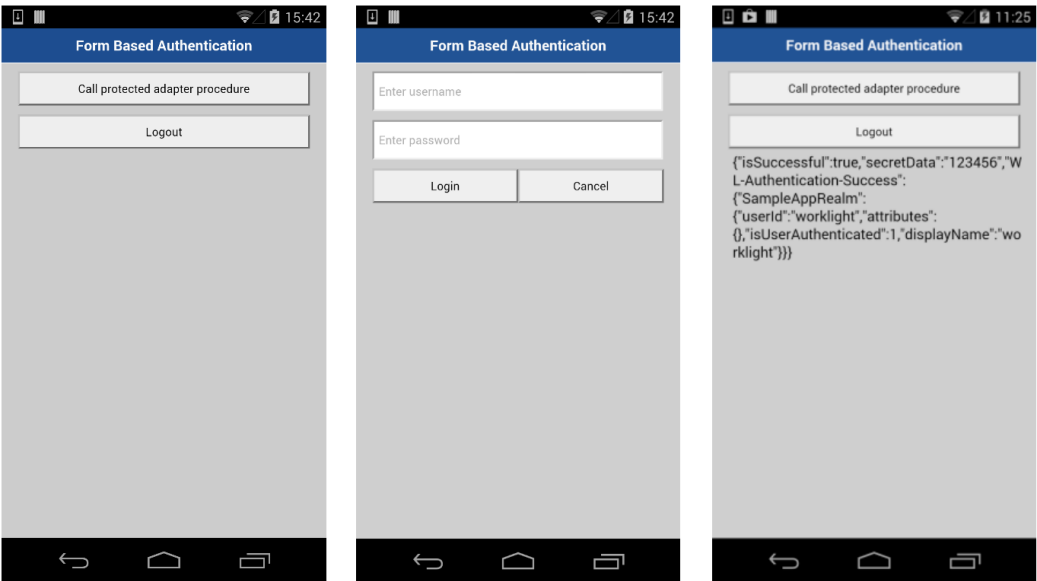 15:42
Form Based Authentication
Call protected adapter procedure
Logout
15:42
Form Based Authentication
Enter username
Enter password
Login
Cancel
11:25
Form Based Authentication
Call protected adapter procedure
Logout
{"isSuccessful":true,"secretData":"123456","W
L-Authentication-Success":
{"SampleAppRealm":
{"userId":"worklight","attributes":
{},"isUserAuthenticated":1,"displayName":"wo
rklight"}}}